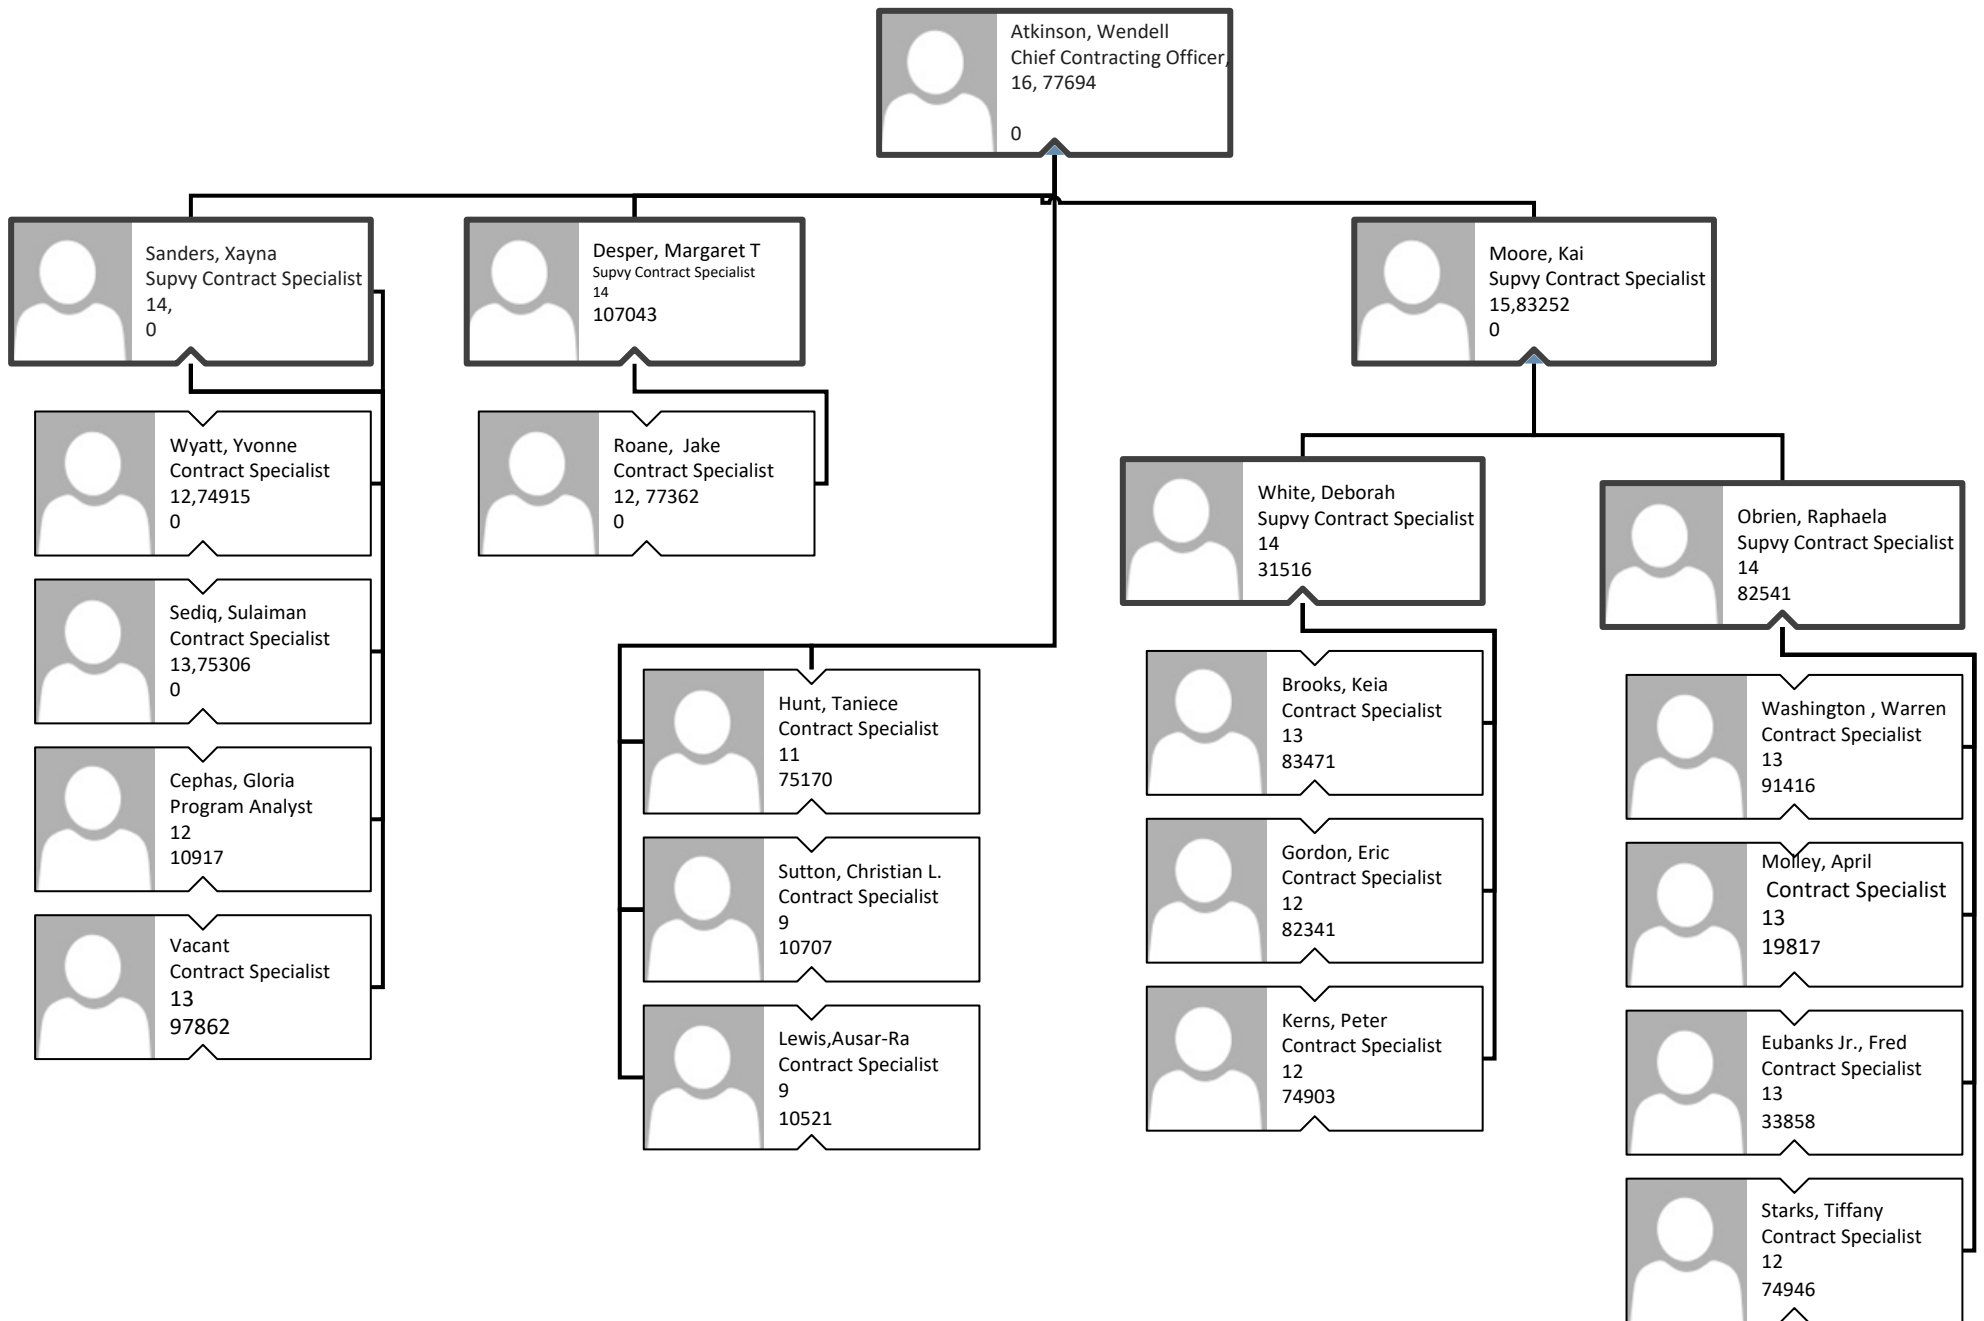 Atkinson, Wendell
Chief Contracting Officer,
16, 77694
0
Sanders, Xayna
Supvy Contract Specialist
14,
0
Desper, Margaret T
Supvy Contract Specialist
14
107043
Moore, Kai
Supvy Contract Specialist
15,83252
0
Wyatt, Yvonne
Contract Specialist
12,74915
0
Sediq, Sulaiman
Contract Specialist
13,75306
0
Cephas, Gloria
Program Analyst
12
10917
Vacant
Contract Specialist
13
97862
Roane,  Jake
Contract Specialist
12, 77362
0
Hunt, Taniece
Contract Specialist
11
75170
Sutton, Christian L.
Contract Specialist
9
10707
Lewis,Ausar-Ra
Contract Specialist
9
10521
White, Deborah
Supvy Contract Specialist
14
31516
Brooks, Keia
Contract Specialist
13
83471
Gordon, Eric
Contract Specialist
12
82341
Kerns, Peter
Contract Specialist
12
74903
Obrien, Raphaela
Supvy Contract Specialist
14
82541
Washington , Warren
Contract Specialist
13
91416
Motley, April
Contract Specialist
13
19817
Eubanks Jr., Fred
Contract Specialist
13
33858
Starks, Tiffany
Contract Specialist
12
74946